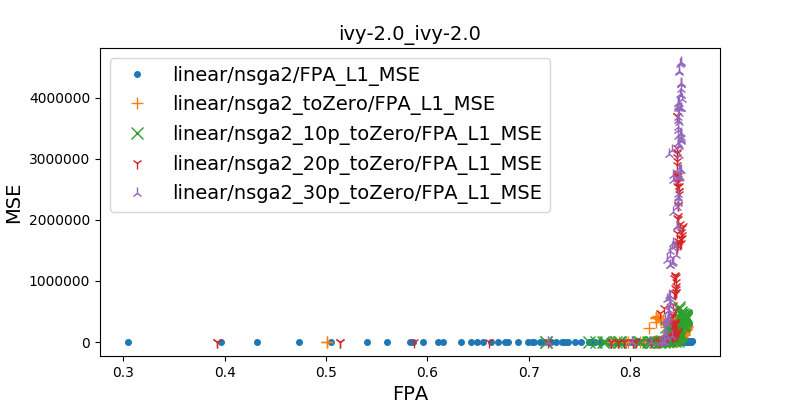 ivy-2.0_ivy-2.0
linear/nsga2/FPA_L1_MSE
linear/nsga2_toZero/FPA_L1_MSE
linear/nsga2_10p_toZero/FPA_L1_MSE
linear/nsga2_20p_toZero/FPA_L1_MSE
linear/nsga2_30p_toZero/FPA_L1_MSE
MSE
4000000
3000000
2000000
1000000
0
0.3 0.4 0.5 0.6 0.7 0.8
FPA